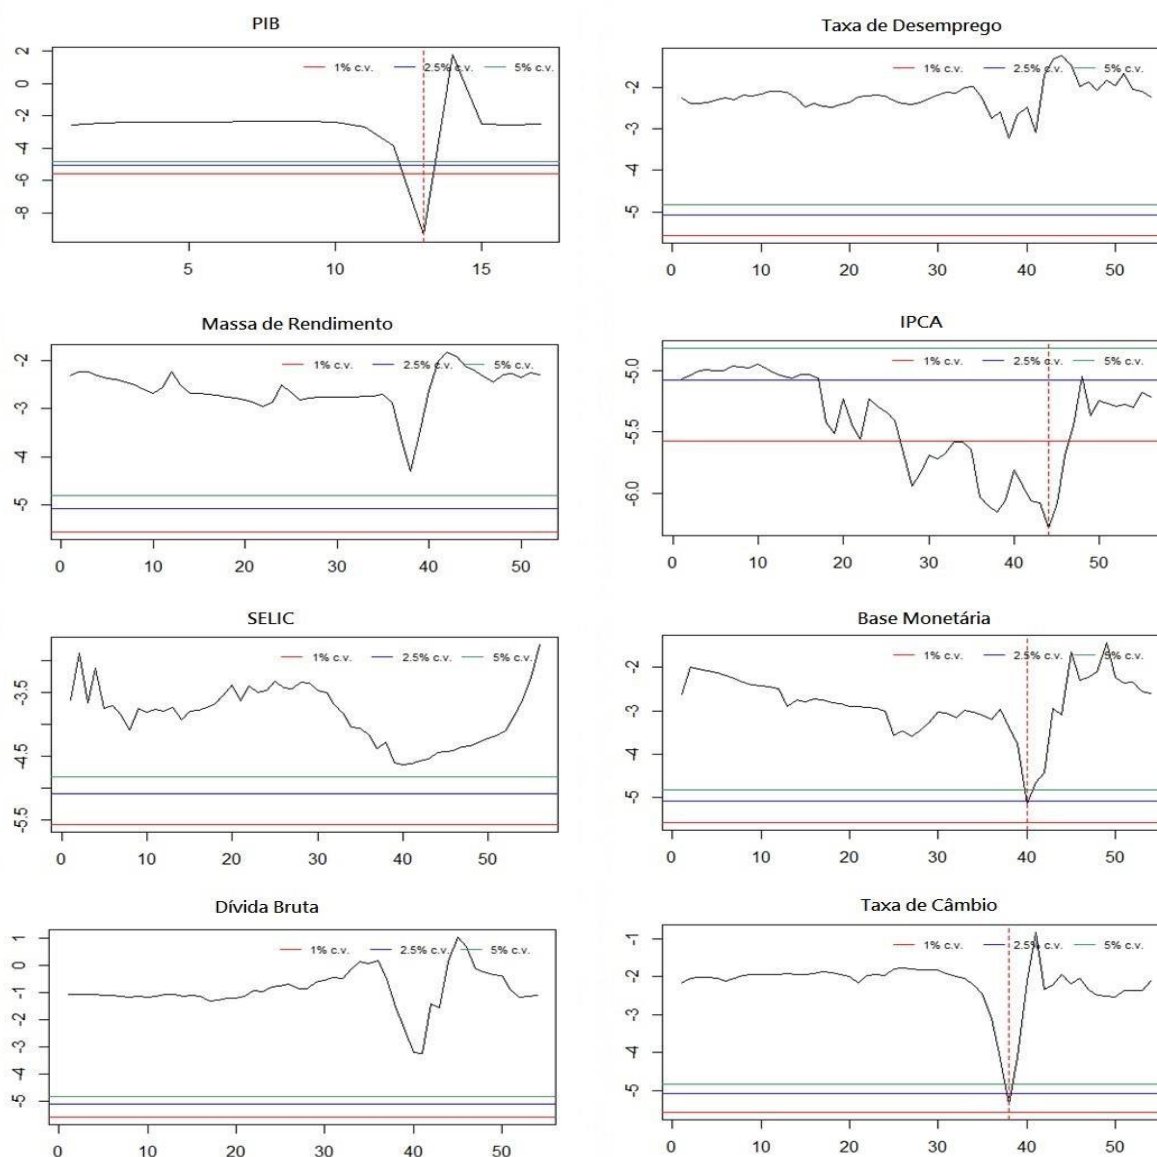 PIB
1% c.v. 2.5% c.v. 5% c.v.
2
0
-2
-4
-6
-8
5 10 15
Taxa de Desemprego
1% c.v. 2.5% c.v. 5% c.v.
-2
-3
-4
-5
0 10 20 30 40 50
Massa de Rendimento
1% c.v. 2.5% c.v. 5% c.v.
-2
-3
-4
-5
0 10 20 30 40 50
IPCA
1% c.v. 2.5% c.v. 5% c.v.
-5.0
-5.5
-6.0
0 10 20 30 40 50
SELIC
1% c.v. 2.5% c.v. 5% c.v.
-3.5
-4.5
-5.5
0 10 20 30 40 50
Base Monetária
1% c.v. 2.5% c.v. 5% c.v.
-2
-3
-4
-5
0 10 20 30 40 50
Dívida Bruta
1% c.v. 2.5% c.v. 5% c.v.
1
0
-1
-2
-3
-4
-5
0 10 20 30 40 50
Taxa de Câmbio
1% c.v. 2.5% c.v. 5% c.v.
-1
-2
-3
-4
-5
0 10 20 30 40 50